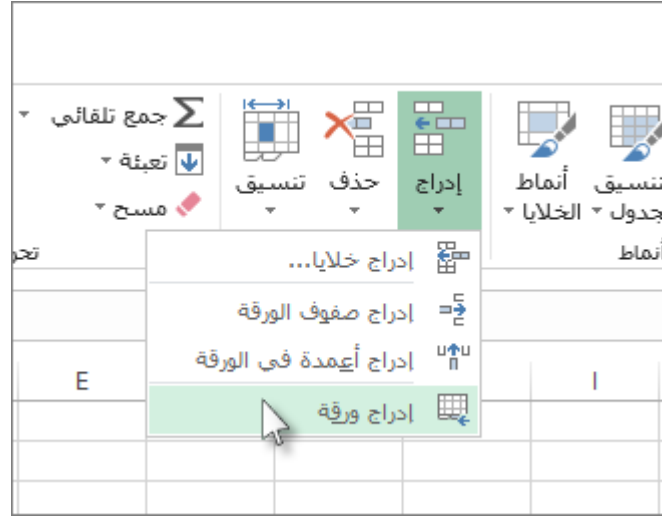 تنسيق
جدول
أنماط
الخلايا
إدراج
حذف
تنسيق
جمع تلقائي
تعبئة
مسح
أنماط
إدراج خلايا...
إدراج صفوف الورقة
إدراج أعمدة في الورقة
إدراج ورقة
E
I